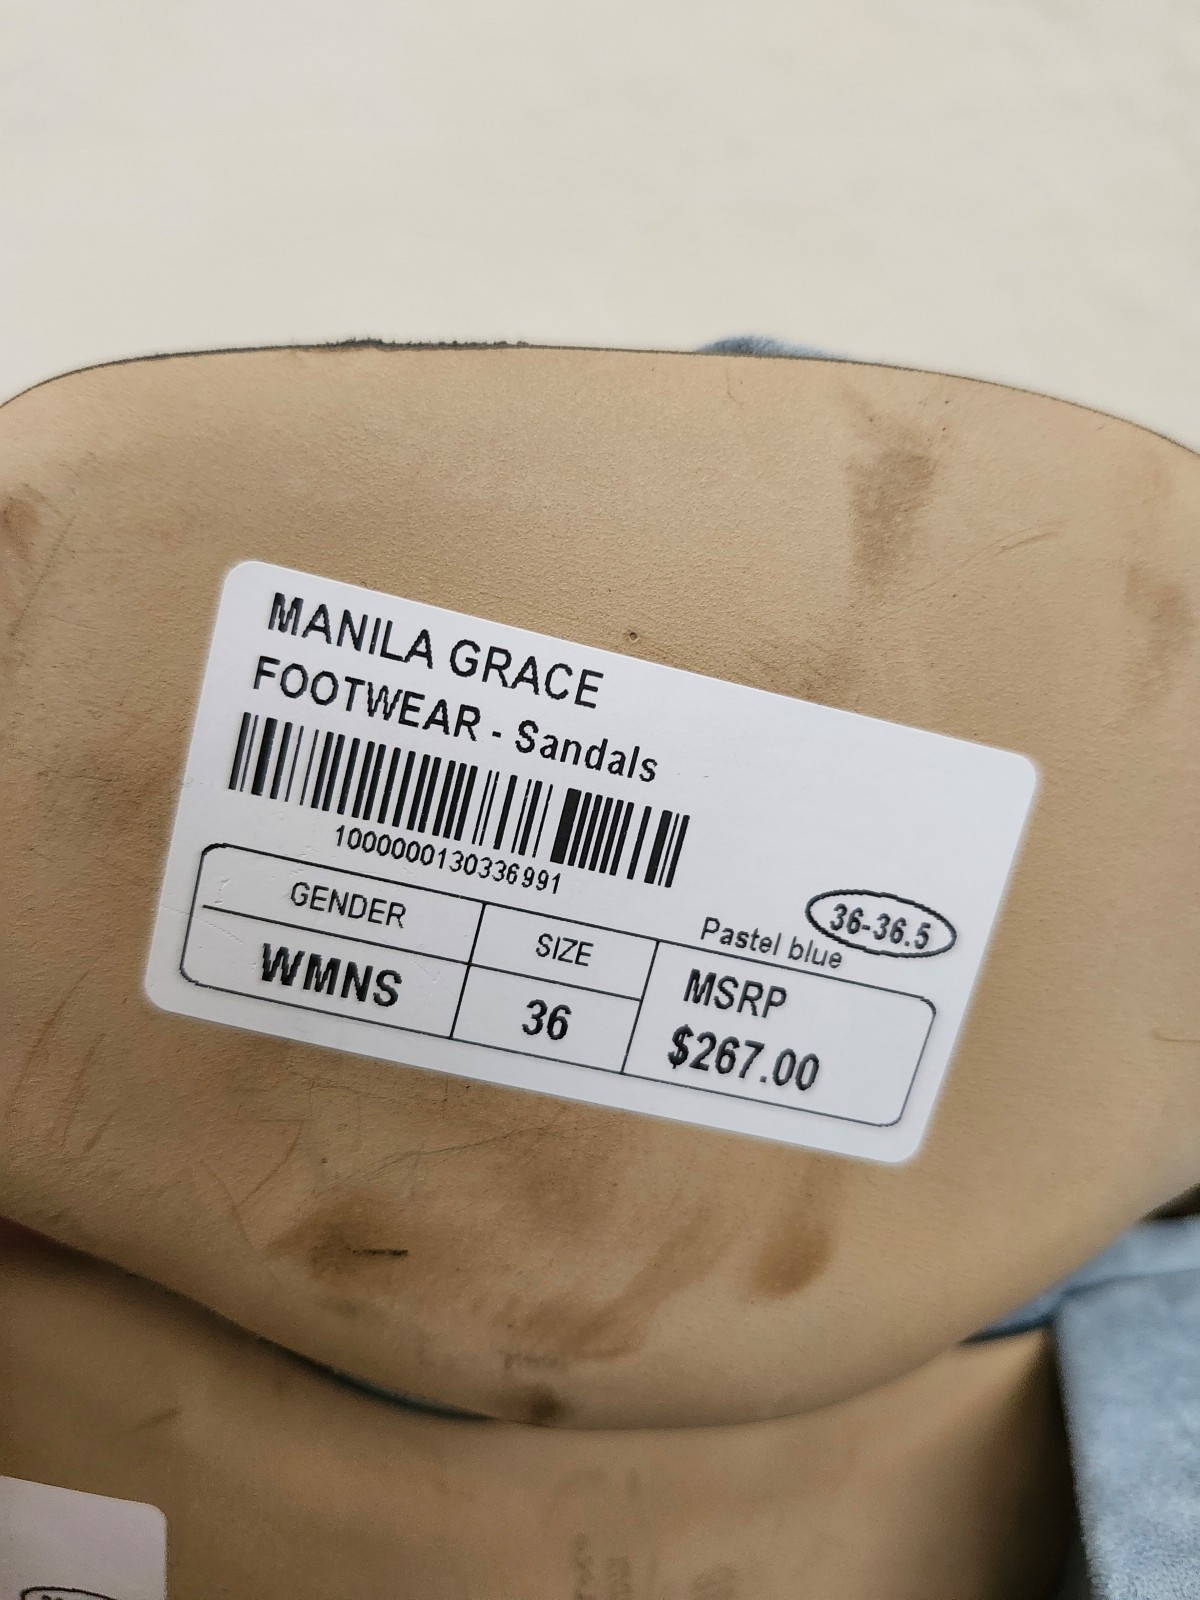 MANILA GRACE
FOOTWEAR - Sandals
1000000130336991
36-36.5
Pastel blue
GENDER
SIZE
MSRP
WMNS
36
$267.00